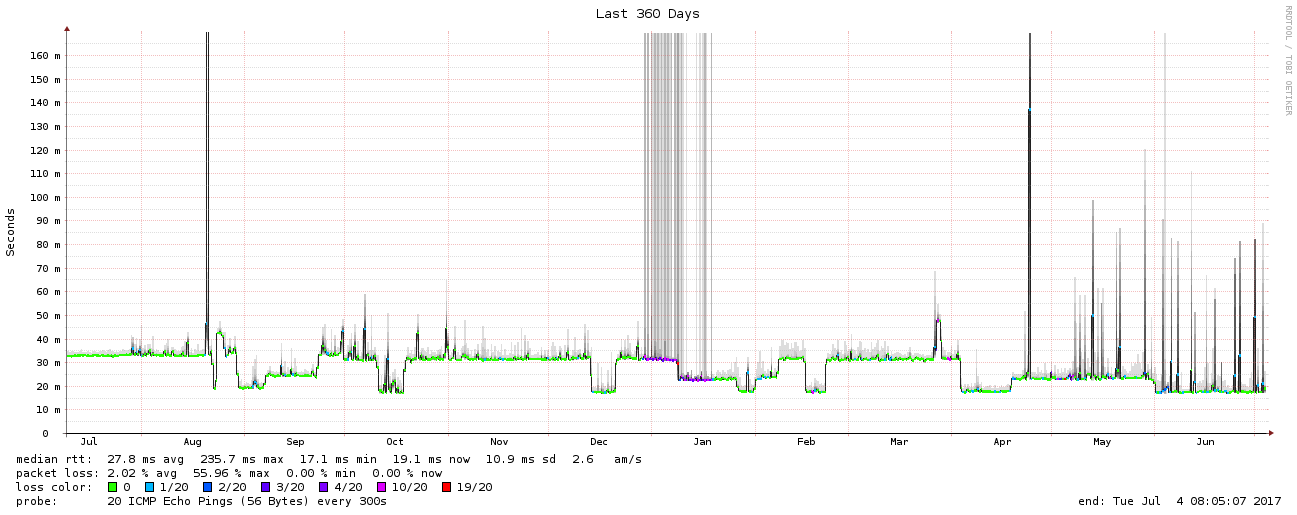 Last 360 Days
RRDTOOL / TOBI OETIKER
Seconds
160 m
150 m
140 m
130 m
120 m
110 m
100 m
90 m
80 m
70 m
60 m
50 m
40 m
30 m
20 m
10 m
0
Jul Aug Sep Oct Nov Dec Jan Feb Mar Apr May Jun
median rtt: 27.8 ms avg 235.7 ms max 17.1 ms min 19.1 ms now 10.9 ms sd 2.6 am/s
packet loss: 2.02 % avg 55.96 % max 0.00 % min 0.00 % now
loss color: 0 1/20 2/20 3/20 4/20 10/20 19/20
probe: 20 ICMP Echo Pings (56 Bytes) every 300s end: Tue Jul 4 08:05:07 2017